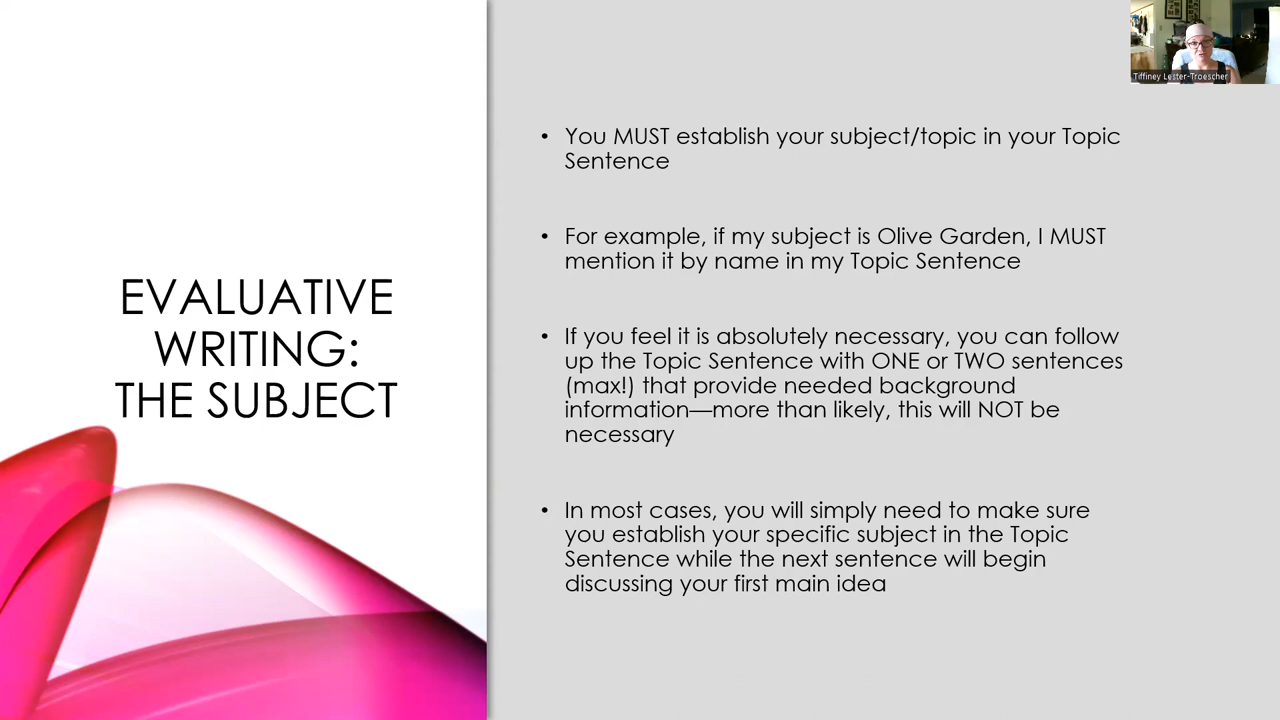 Tiffiney Lester-Troescher
EVALUATIVE
WRITING:
THE SUBJECT
• You MUST establish your subject/topic in your Topic
Sentence
• For example, if my subject is Olive Garden, I MUST
mention it by name in my Topic Sentence
• If you feel it is absolutely necessary, you can follow
up the Topic Sentence with ONE or TWO sentences
(max!) that provide needed background
information—more than likely, this will NOT be
necessary
• In most cases, you will simply need to make sure
you establish your specific subject in the Topic
Sentence while the next sentence will begin
discussing your first main idea